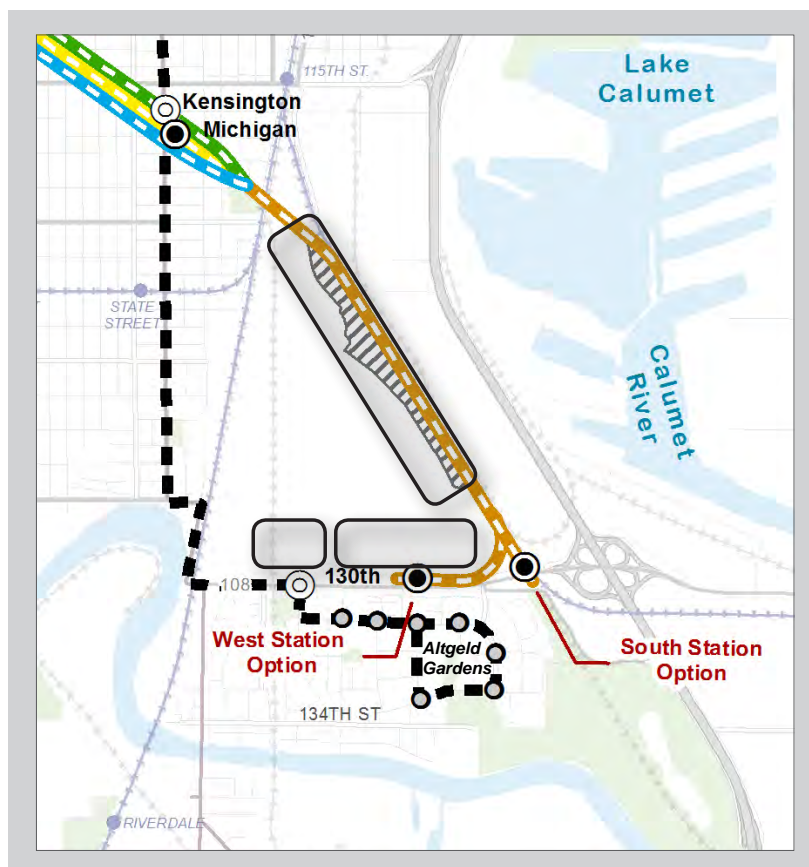 Lake
Calumet
115TH ST.
Kensington
Michigan
STATE
STREET
Calumet
River
108
130th
West Station
Option
Altgeld
Gardens
South Station
Option
134TH ST
RIVERDALE